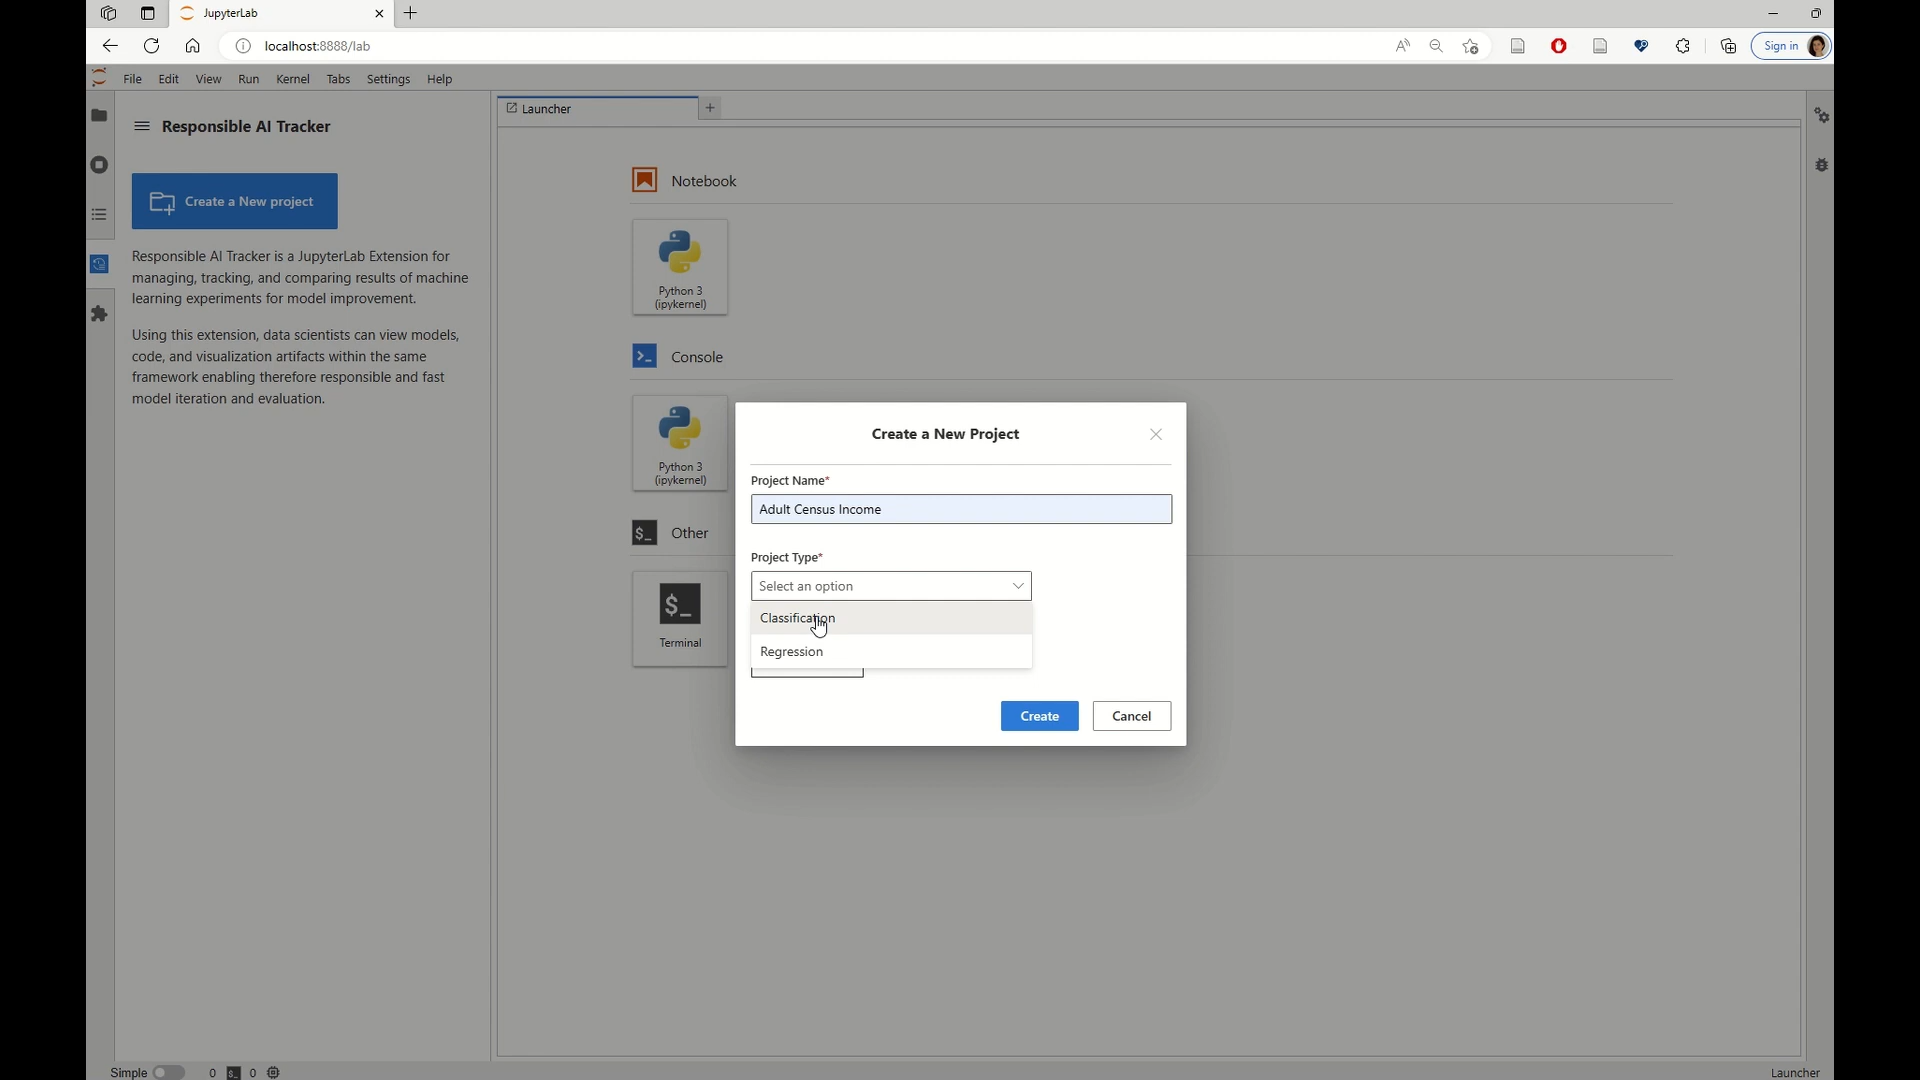 JupyterLab
localhost:8888/lab
Sign in
File Edit View Run Kernel Tabs Settings Help
Responsible AI Tracker
Create a New project
Responsible AI Tracker is a JupyterLab Extension for
managing, tracking, and comparing results of machine
learning experiments for model improvement.
Using this extension, data scientists can view models,
code, and visualization artifacts within the same
framework enabling therefore responsible and fast
model iteration and evaluation.
Launcher
Notebook
Python 3
(ipykernel)
Console
Python 3
(ipykernel)
$_ Other
$_
Terminal
Create a New Project
Project Name*
Adult Census Income
Project Type*
Select an option
Classification
Regression
Create Cancel
Simple 0 $_ 0
Launcher